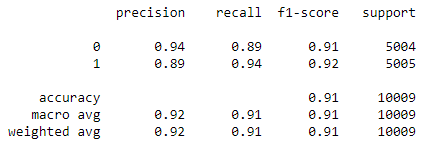 precision recall f1-score support
0 0.94 0.89 0.91 5004
1 0.89 0.94 0.92 5005
accuracy 0.91 10009
macro avg 0.92 0.91 0.91 10009
weighted avg 0.92 0.91 0.91 10009